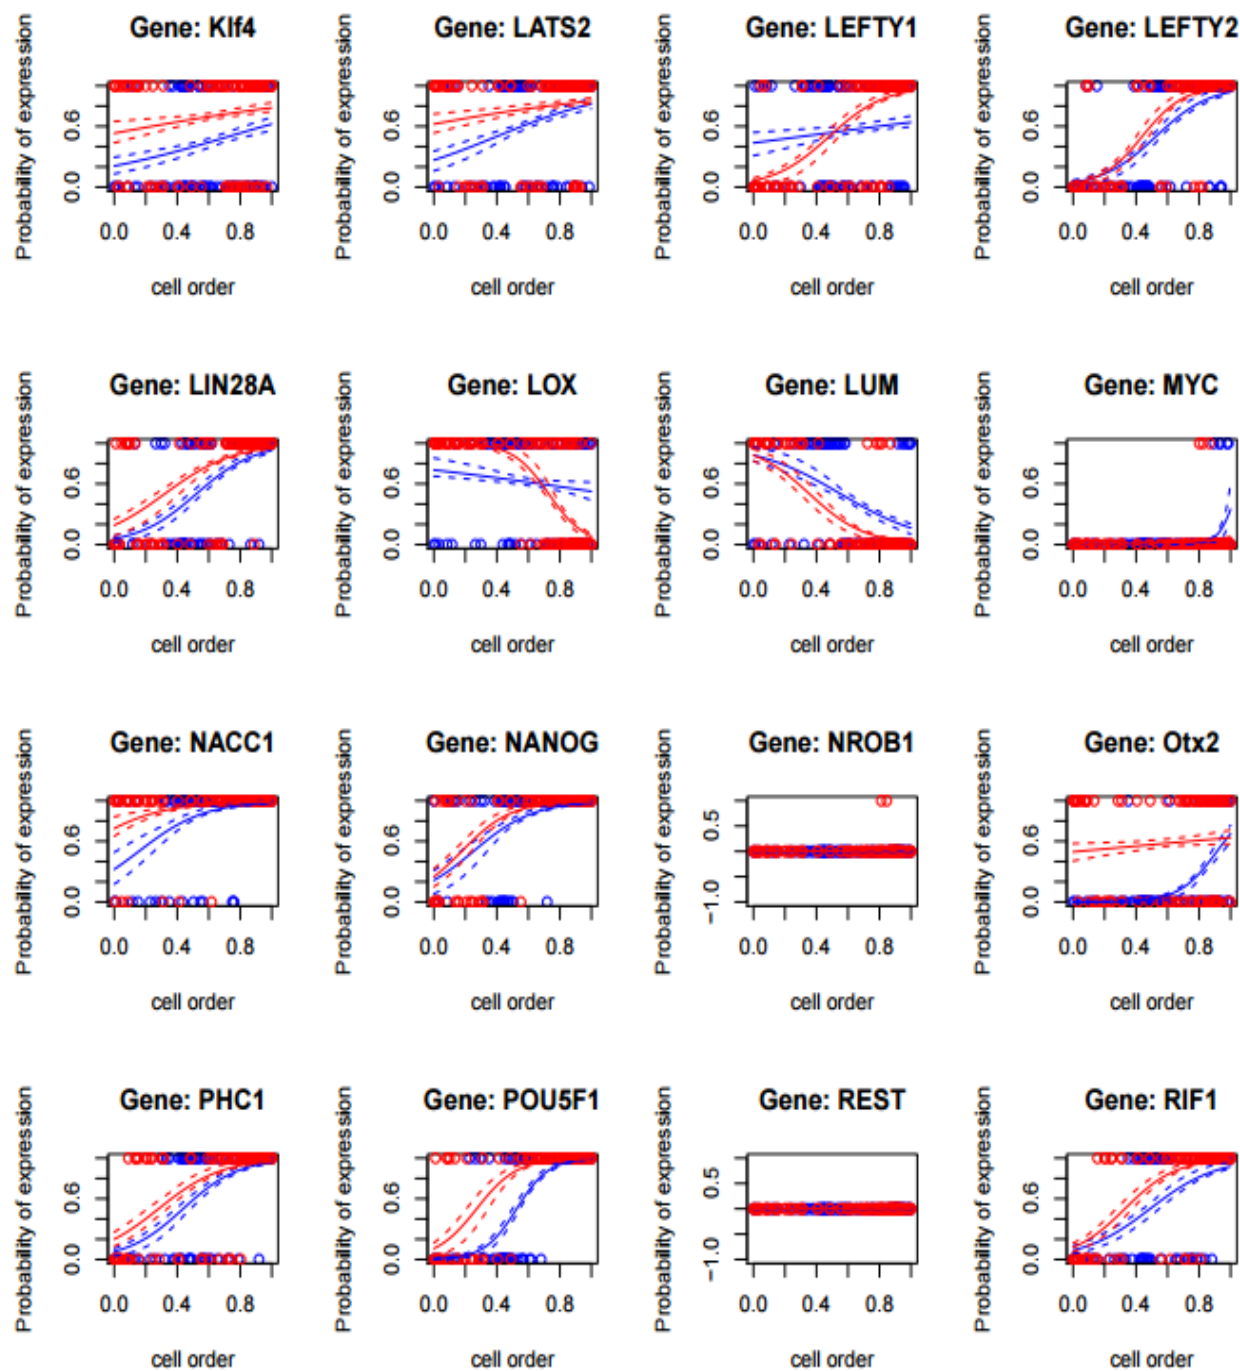 Gene: Klf4
Probability of expression
0.0 0.6
0.0 0.4 0.8
cell order
Gene: LATS2
Probability of expression
0.0 0.6
0.0 0.4 0.8
cell order
Gene: LEFTY1
Probability of expression
0.0 0.6
0.0 0.4 0.8
cell order
Gene: LEFTY2
Probability of expression
0.0 0.6
0.0 0.4 0.8
cell order
Gene: LIN28A
Probability of expression
0.0 0.6
0.0 0.4 0.8
cell order
Gene: LOX
Probability of expression
0.0 0.6
0.0 0.4 0.8
cell order
Gene: LUM
Probability of expression
0.0 0.6
0.0 0.4 0.8
cell order
Gene: MYC
Probability of expression
0.0 0.6
0.0 0.4 0.8
cell order
Gene: NACC1
Probability of expression
0.0 0.6
0.0 0.4 0.8
cell order
Gene: NANOG
Probability of expression
0.0 0.6
0.0 0.4 0.8
cell order
Gene: NROB1
Probability of expression
−1.0 0.5
0.0 0.4 0.8
cell order
Gene: Otx2
Probability of expression
0.0 0.6
0.0 0.4 0.8
cell order
Gene: PHC1
Probability of expression
0.0 0.6
0.0 0.4 0.8
cell order
Gene: POU5F1
Probability of expression
0.0 0.6
0.0 0.4 0.8
cell order
Gene: REST
Probability of expression
−1.0 0.5
0.0 0.4 0.8
cell order
Gene: RIF1
Probability of expression
0.0 0.6
0.0 0.4 0.8
cell order